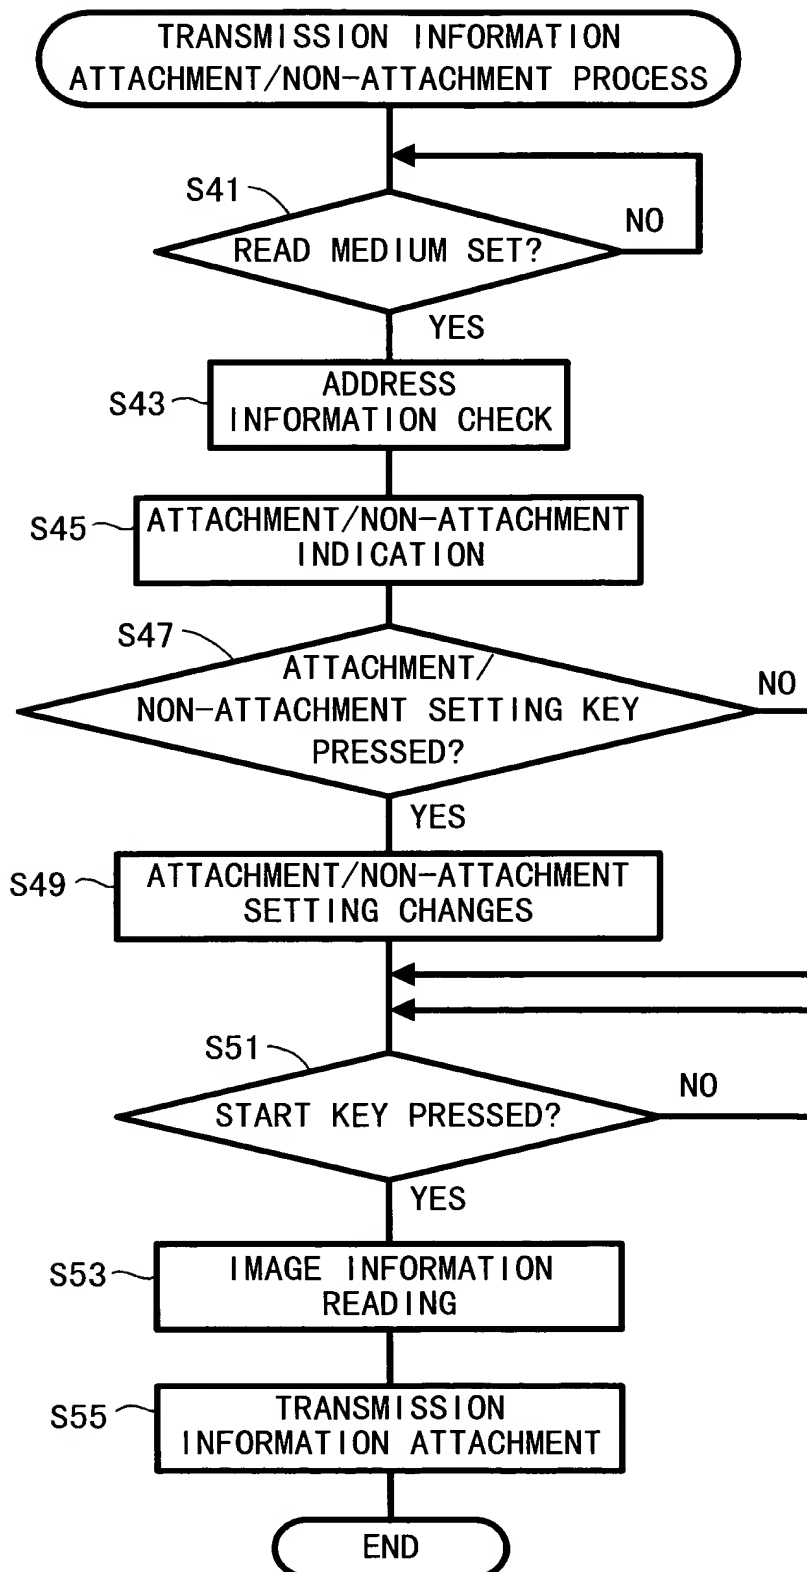 TRANSMISSION INFORMATION
ATTACHMENT/NON-ATTACHMENT PROCESS
S41
READ MEDIUM SET?
NO
YES
S43
ADDRESS
INFORMATION CHECK
S45
ATTACHMENT/NON-ATTACHMENT
INDICATION
S47
ATTACHMENT/
NON-ATTACHMENT SETTING KEY
PRESSED?
NO
YES
S49
ATTACHMENT/NON-ATTACHMENT
SETTING CHANGES
S51
START KEY PRESSED?
NO
YES
S53
IMAGE INFORMATION
READING
S55
TRANSMISSION
INFORMATION ATTACHMENT
END